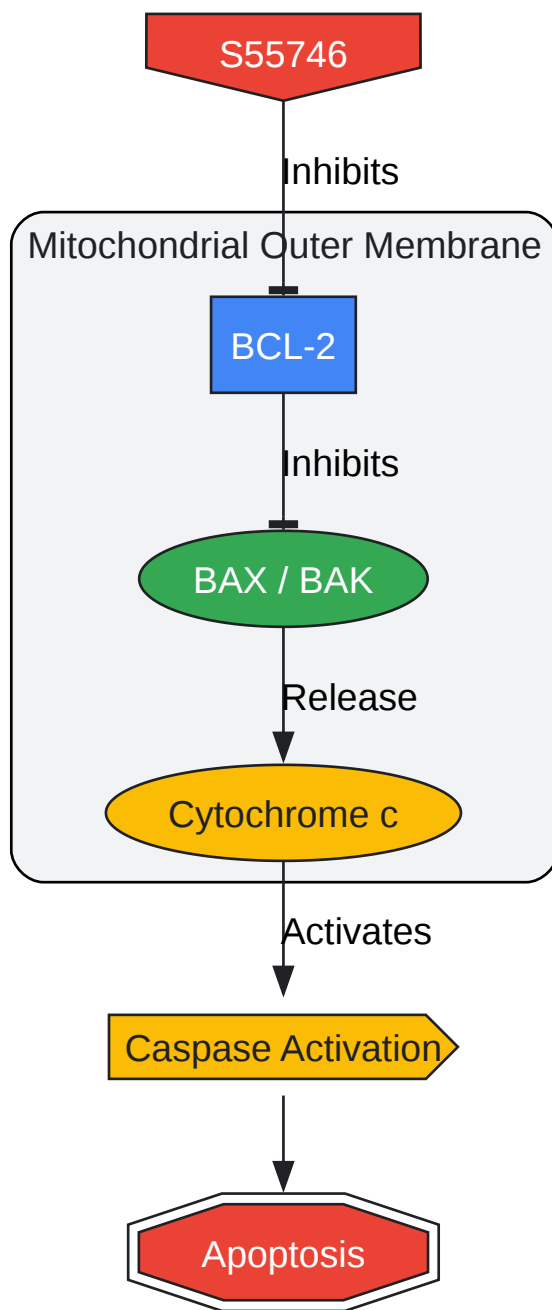 S55746
Inhibits
Mitochondrial Outer Membrane
BCL-2
Inhibits
BAX / BAK
Release
Cytochrome c
Activates
Caspase Activation
Apoptosis